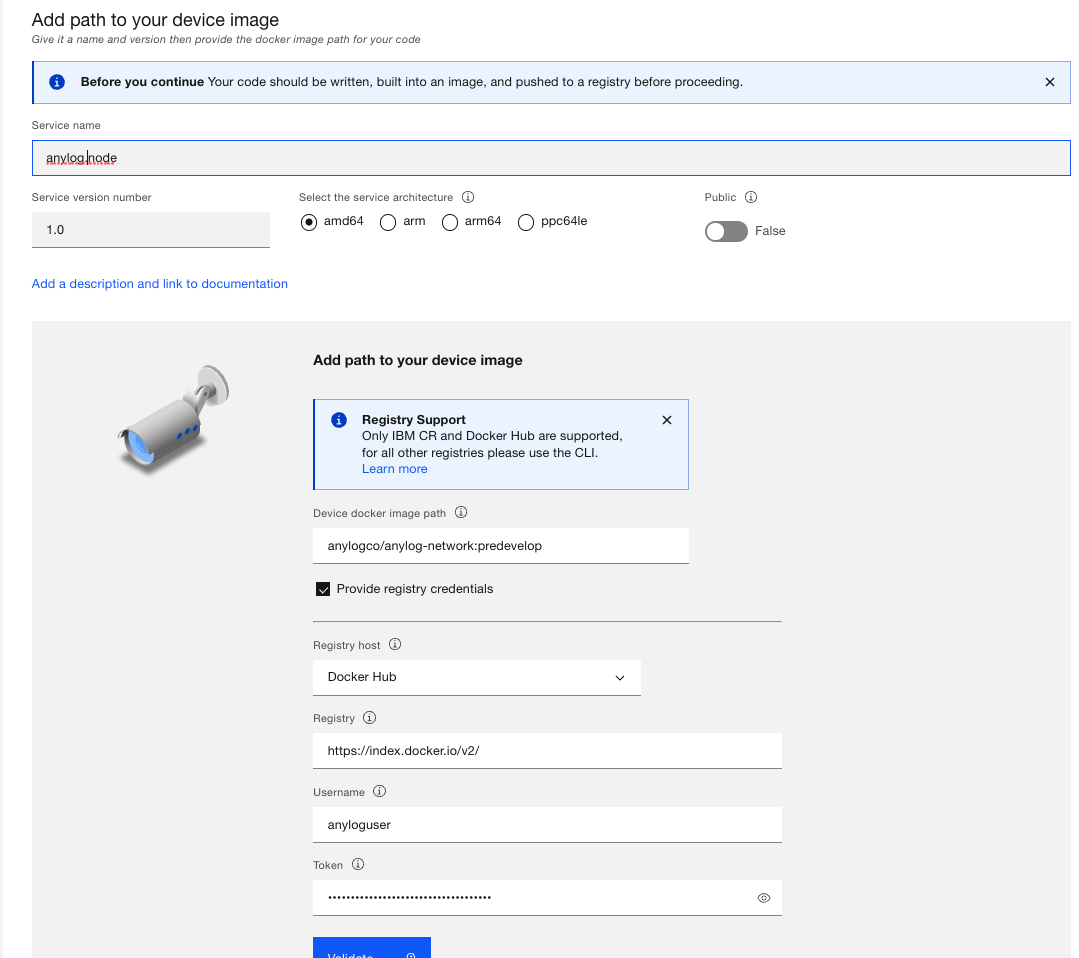 Add path to your device image
Give it a name and version then provide the docker image path for your code
Before you continue Your code should be written, built into an image, and pushed to a registry before proceeding.
Service name
anylog.node
Service version number
Select the service architecture
Public
1.0
amd64
arm
arm64
ppc64le
False
Add a description and link to documentation
Add path to your device image
Registry Support
Only IBM CR and Docker Hub are supported,
for all other registries please use the CLI.
Learn more
Device docker image path
anylogco/anylog-network:predevelop
Provide registry credentials
Registry host
Docker Hub
Registry
https://index.docker.io/v2/
Username
anyloguser
Token
Validate